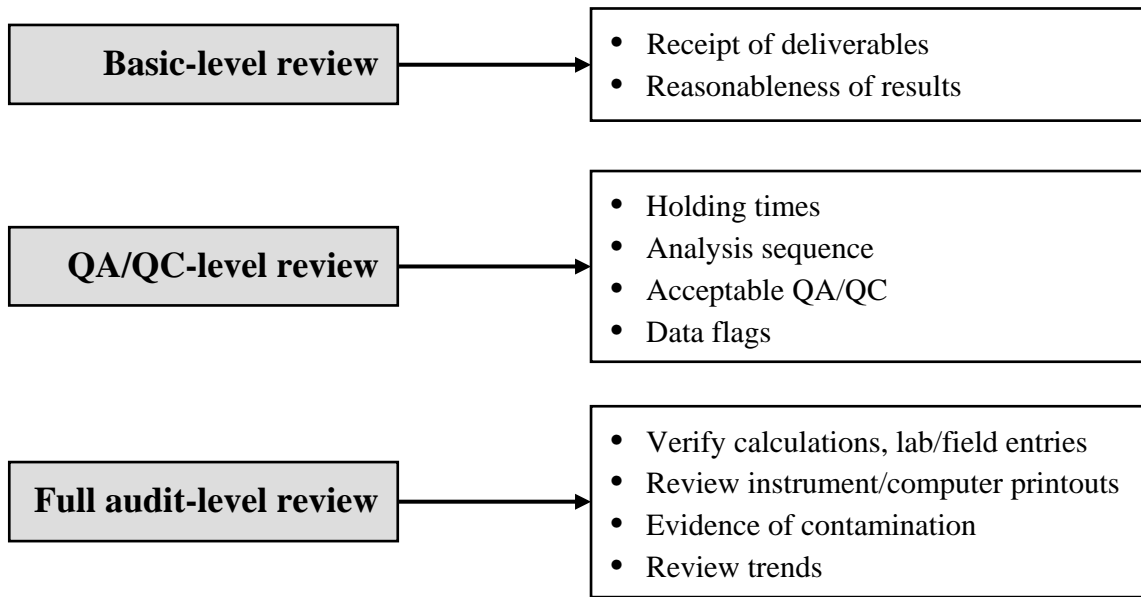 Basic-level review
• Receipt of deliverables
• Reasonableness of results
QA/QC-level review
• Holding times
• Analysis sequence
• Acceptable QA/QC
• Data flags
Full audit-level review
• Verify calculations, lab/field entries
• Review instrument/computer printouts
• Evidence of contamination
• Review trends